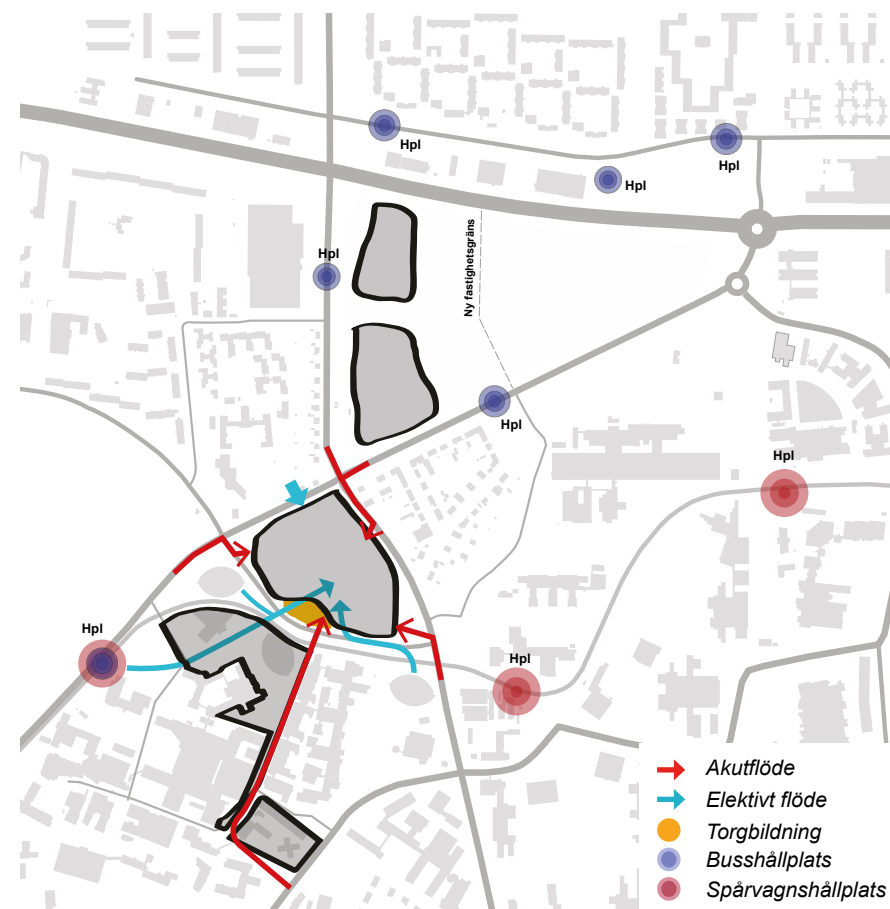 Hpl
Hpl
Hpl
Hpl
Ny fastighetsgräns
Hpl
Hpl
Hpl
Hpl
Akutflöde
Elektivt flöde
Torgbildning
Busshållplats
Spårvagnshållplats